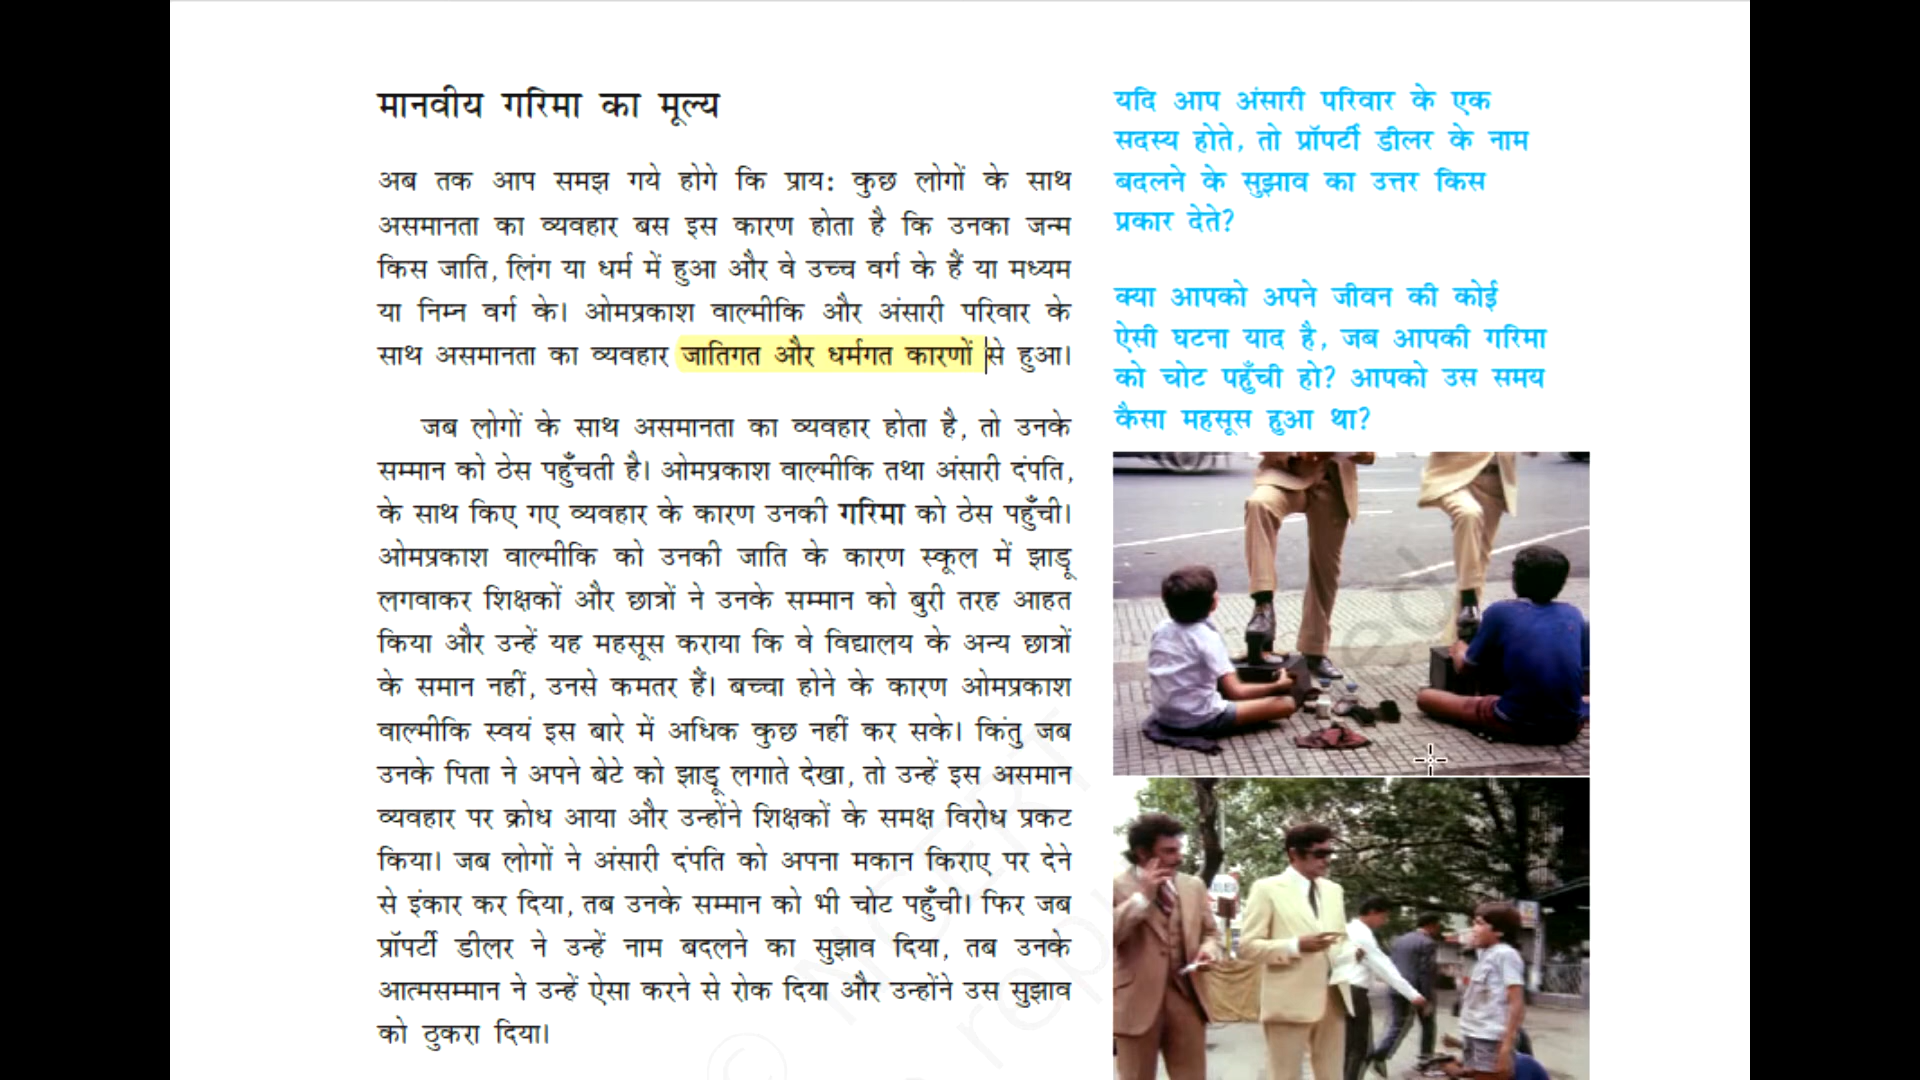 मानवीय गरिमा का मूल्य
अब तक आप समझ गये होगे कि प्राय: कुछ लोगों के साथ
असमानता का व्यवहार बस इस कारण होता है कि उनका जन्म
किस जाति, लिंग या धर्म में हुआ और वे उच्च वर्ग के हैं या मध्यम
या निम्न वर्ग के। ओमप्रकाश वाल्मीकि और अंसारी परिवार के
साथ असमानता का व्यवहार जातिगत और धर्मगत कारणों से हुआ।
जब लोगों के साथ असमानता का व्यवहार होता है, तो उनके
सम्मान को ठेस पहुँचती है। ओमप्रकाश वाल्मीकि तथा अंसारी दंपति,
के साथ किए गए व्यवहार के कारण उनकी गरिमा को ठेस पहुँची।
ओमप्रकाश वाल्मीकि को उनकी जाति के कारण स्कूल में झाड़ू
लगवाकर शिक्षकों और छात्रों ने उनके सम्मान को बुरी तरह आहत
किया और उन्हें यह महसूस कराया कि वे विद्यालय के अन्य छात्रों
के समान नहीं, उनसे कमतर हैं। बच्चा होने के कारण ओमप्रकाश
वाल्मीकि स्वयं इस बारे में अधिक कुछ नहीं कर सके। किंतु जब
उनके पिता ने अपने बेटे को झाड़ू लगाते देखा, तो उन्हें इस असमान
व्यवहार पर क्रोध आया और उन्होंने शिक्षकों के समक्ष विरोध प्रकट
किया। जब लोगों ने अंसारी दंपति को अपना मकान किराए पर देने
से इंकार कर दिया, तब उनके सम्मान को भी चोट पहुँची। फिर जब
प्रॉपर्टी डीलर ने उन्हें नाम बदलने का सुझाव दिया, तब उनके
आत्मसम्मान ने उन्हें ऐसा करने से रोक दिया और उन्होंने उस सुझाव
को ठुकरा दिया।
यदि आप अंसारी परिवार के एक
सदस्य होते, तो प्रॉपर्टी डीलर के नाम
बदलने के सुझाव का उत्तर किस
प्रकार देते?
क्या आपको अपने जीवन की कोई
ऐसी घटना याद है, जब आपकी गरिमा
को चोट पहुँची हो? आपको उस समय
कैसा महसूस हुआ था?
© NCERT